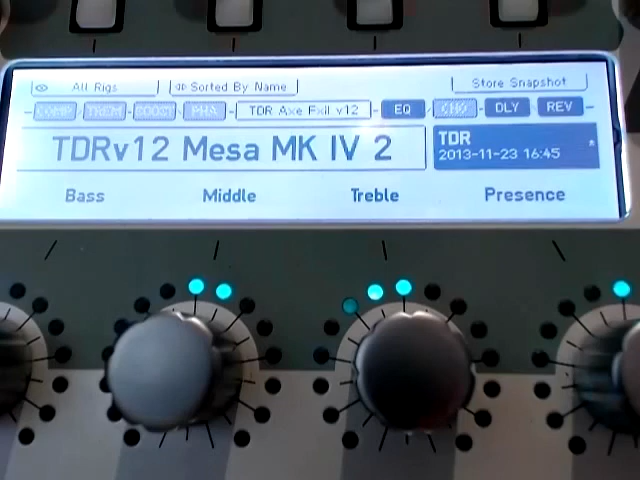 All Rigs Sorted By Name Store Snapshot
COMP TREM BOOST PHA TDR Axe Fxii v12 EQ CHO DLY REV
TDRv12 Mesa MK IV 2
TDR
2013-11-23 16:45
Bass Middle Treble Presence